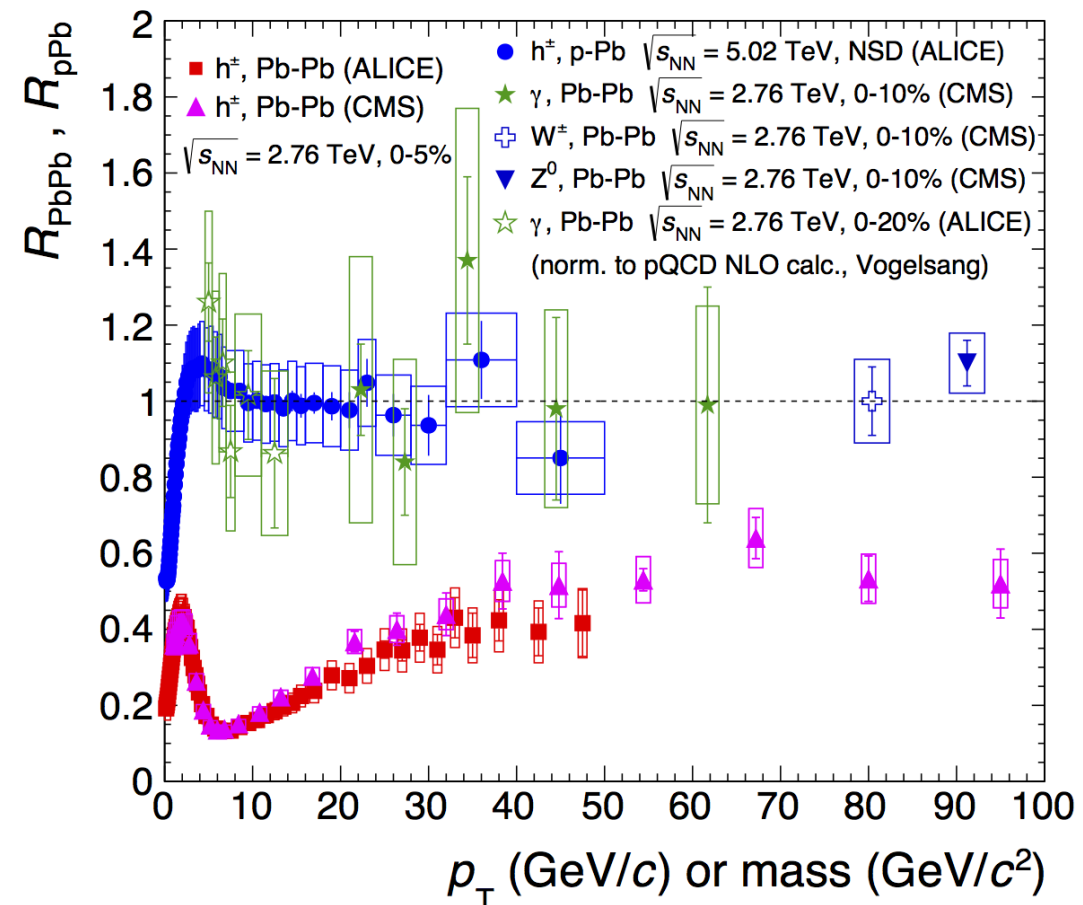 R_PbPb , R_pPb
2
1.8
1.6
1.4
1.2
1
0.8
0.6
0.4
0.2
0
h±, Pb-Pb (ALICE)
h±, Pb-Pb (CMS)
√s_NN = 2.76 TeV, 0-5%
h±, p-Pb √s_NN = 5.02 TeV, NSD (ALICE)
γ, Pb-Pb √s_NN = 2.76 TeV, 0-10% (CMS)
W±, Pb-Pb √s_NN = 2.76 TeV, 0-10% (CMS)
Z⁰, Pb-Pb √s_NN = 2.76 TeV, 0-10% (CMS)
γ, Pb-Pb √s_NN = 2.76 TeV, 0-20% (ALICE)
(norm. to pQCD NLO calc., Vogelsang)
0 10 20 30 40 50 60 70 80 90 100
p_T (GeV/c) or mass (GeV/c²)